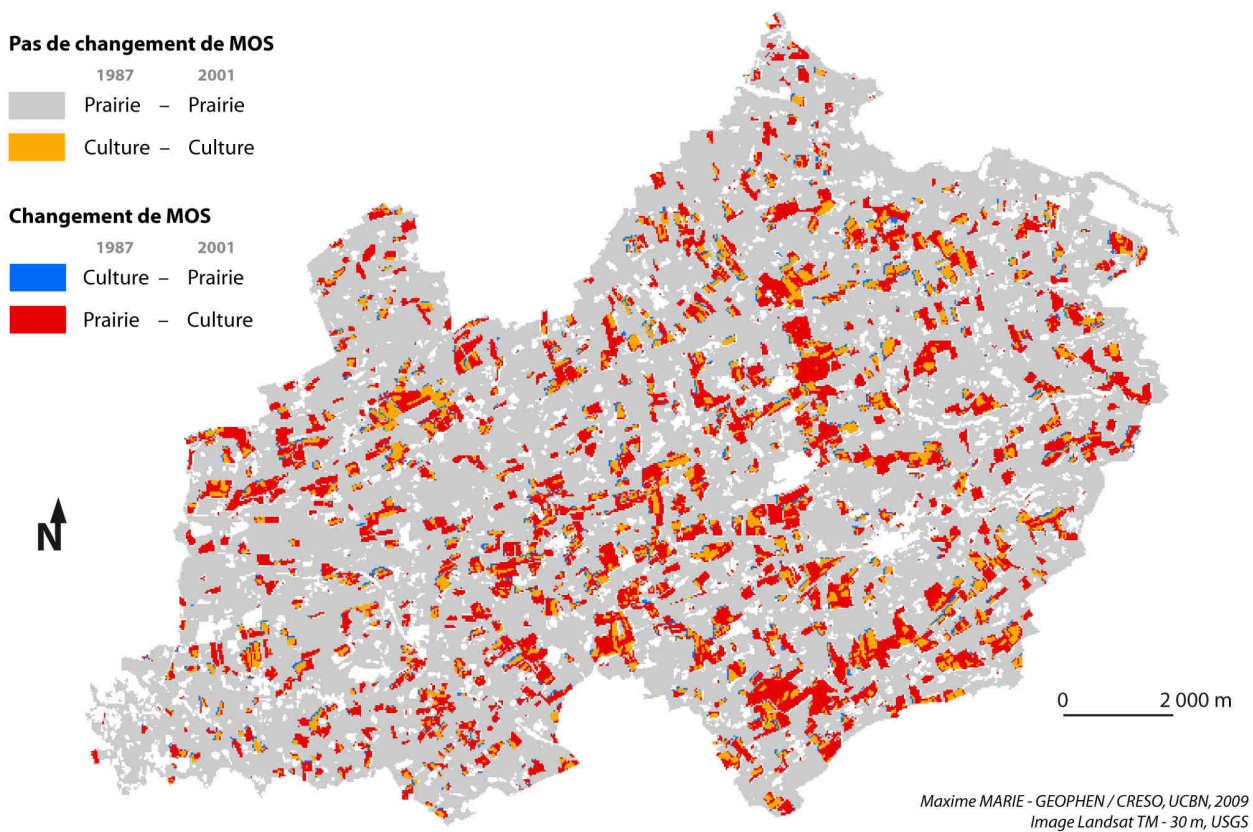 Pas de changement de MOS
1987 2001
Prairie – Prairie
Culture – Culture
Changement de MOS
1987 2001
Culture – Prairie
Prairie – Culture
N
0 2 000 m
Maxime MARIE - GEOPHEN / CRESO, UCBN, 2009
Image Landsat TM - 30 m, USGS